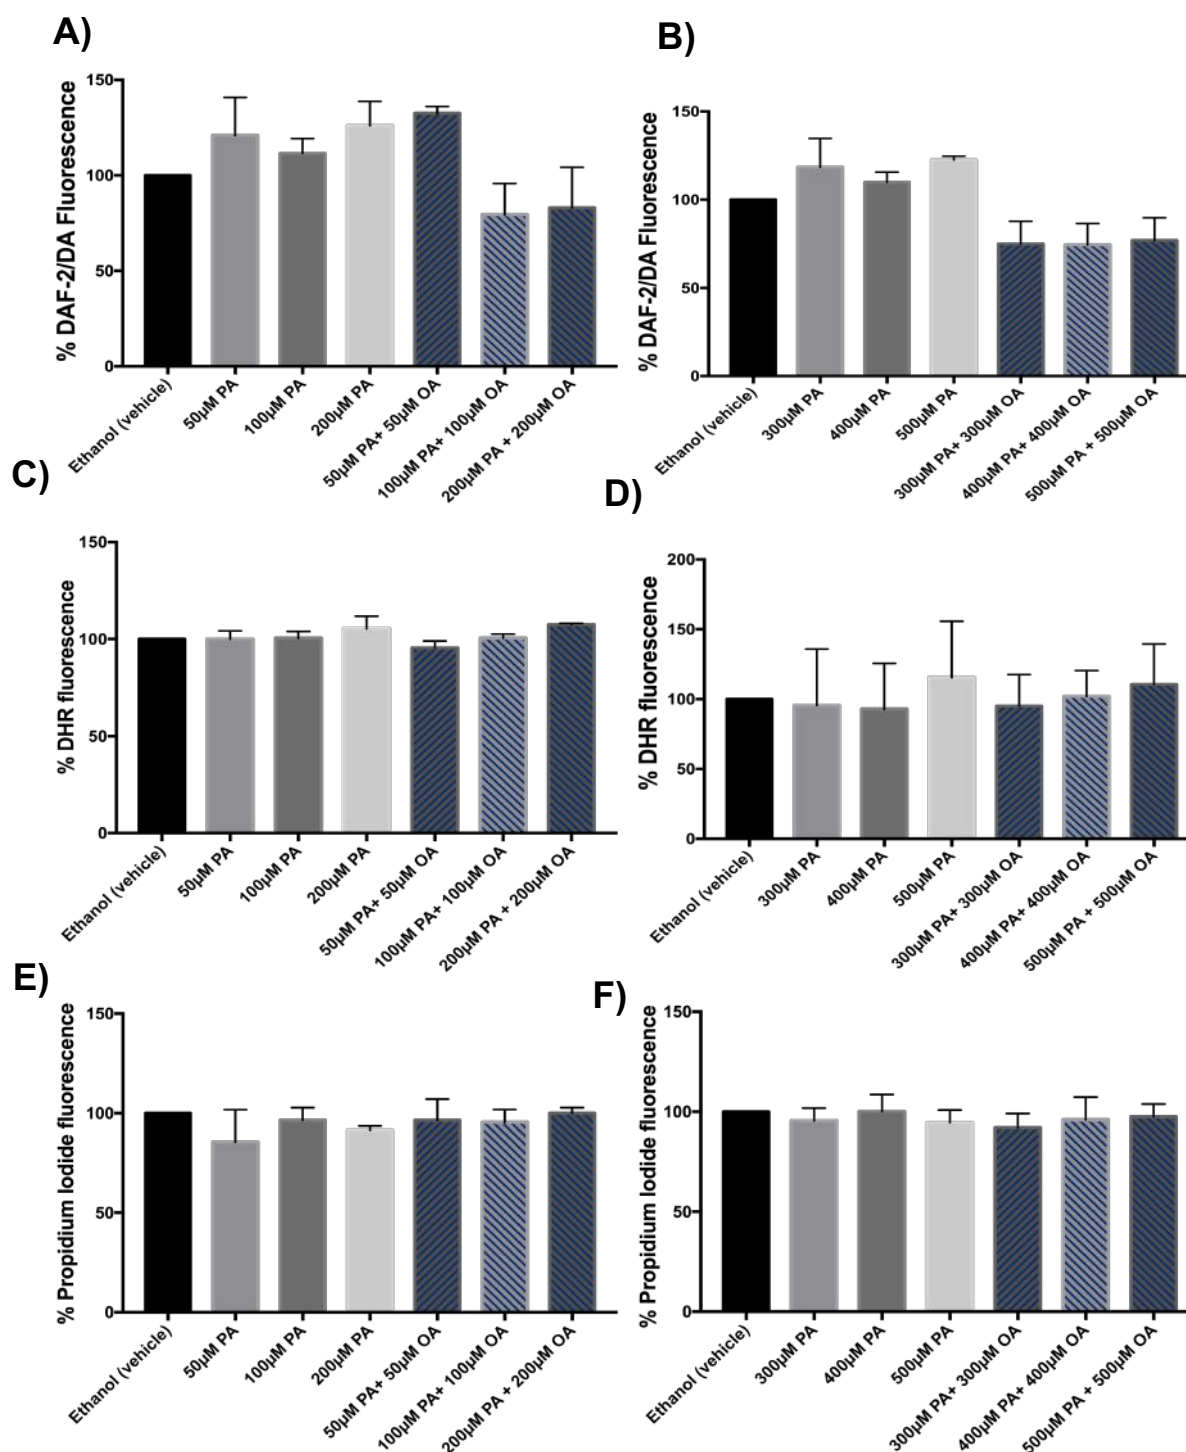 A)
% DAF-2/DA Fluorescence
150
100
50
0
Ethanol (vehicle)
50µM PA
100µM PA
200µM PA
50µM PA+ 50µM OA
100µM PA+ 100µM OA
200µM PA + 200µM OA
B)
% DAF-2/DA Fluorescence
150
100
50
0
Ethanol (vehicle)
300µM PA
400µM PA
500µM PA
300µM PA+ 300µM OA
400µM PA+ 400µM OA
500µM PA + 500µM OA
C)
% DHR fluorescence
150
100
50
0
Ethanol (vehicle)
50µM PA
100µM PA
200µM PA
50µM PA+ 50µM OA
100µM PA+ 100µM OA
200µM PA + 200µM OA
D)
% DHR fluorescence
200
150
100
50
0
Ethanol (vehicle)
300µM PA
400µM PA
500µM PA
300µM PA+ 300µM OA
400µM PA+ 400µM OA
500µM PA + 500µM OA
E)
% Propidium Iodide fluorescence
150
100
50
0
Ethanol (vehicle)
50µM PA
100µM PA
200µM PA
50µM PA+ 50µM OA
100µM PA+ 100µM OA
200µM PA + 200µM OA
F)
% Propidium Iodide fluorescence
150
100
50
0
Ethanol (vehicle)
300µM PA
400µM PA
500µM PA
300µM PA+ 300µM OA
400µM PA+ 400µM OA
500µM PA + 500µM OA